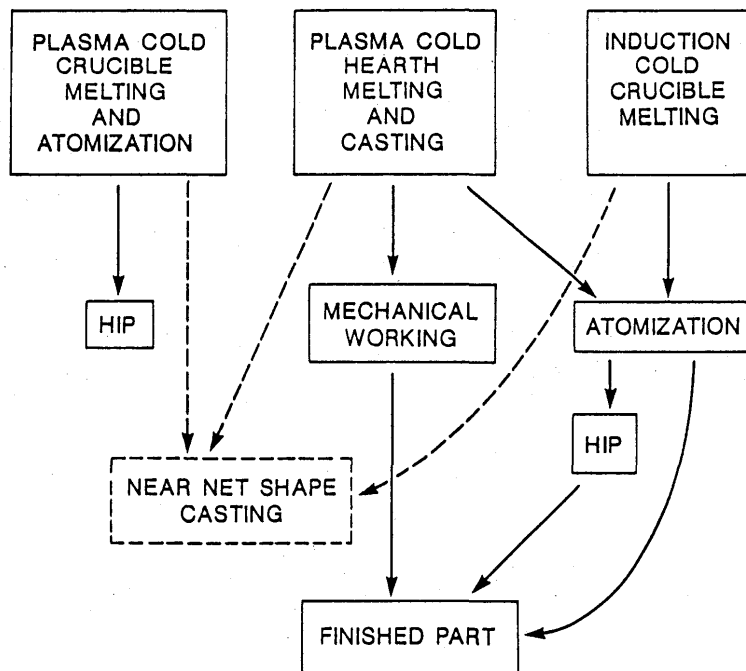 PLASMA COLD
CRUCIBLE
MELTING
AND
ATOMIZATION
PLASMA COLD
HEARTH
MELTING
AND
CASTING
INDUCTION
COLD
CRUCIBLE
MELTING
HIP
MECHANICAL
WORKING
ATOMIZATION
HIP
NEAR NET SHAPE
CASTING
FINISHED PART